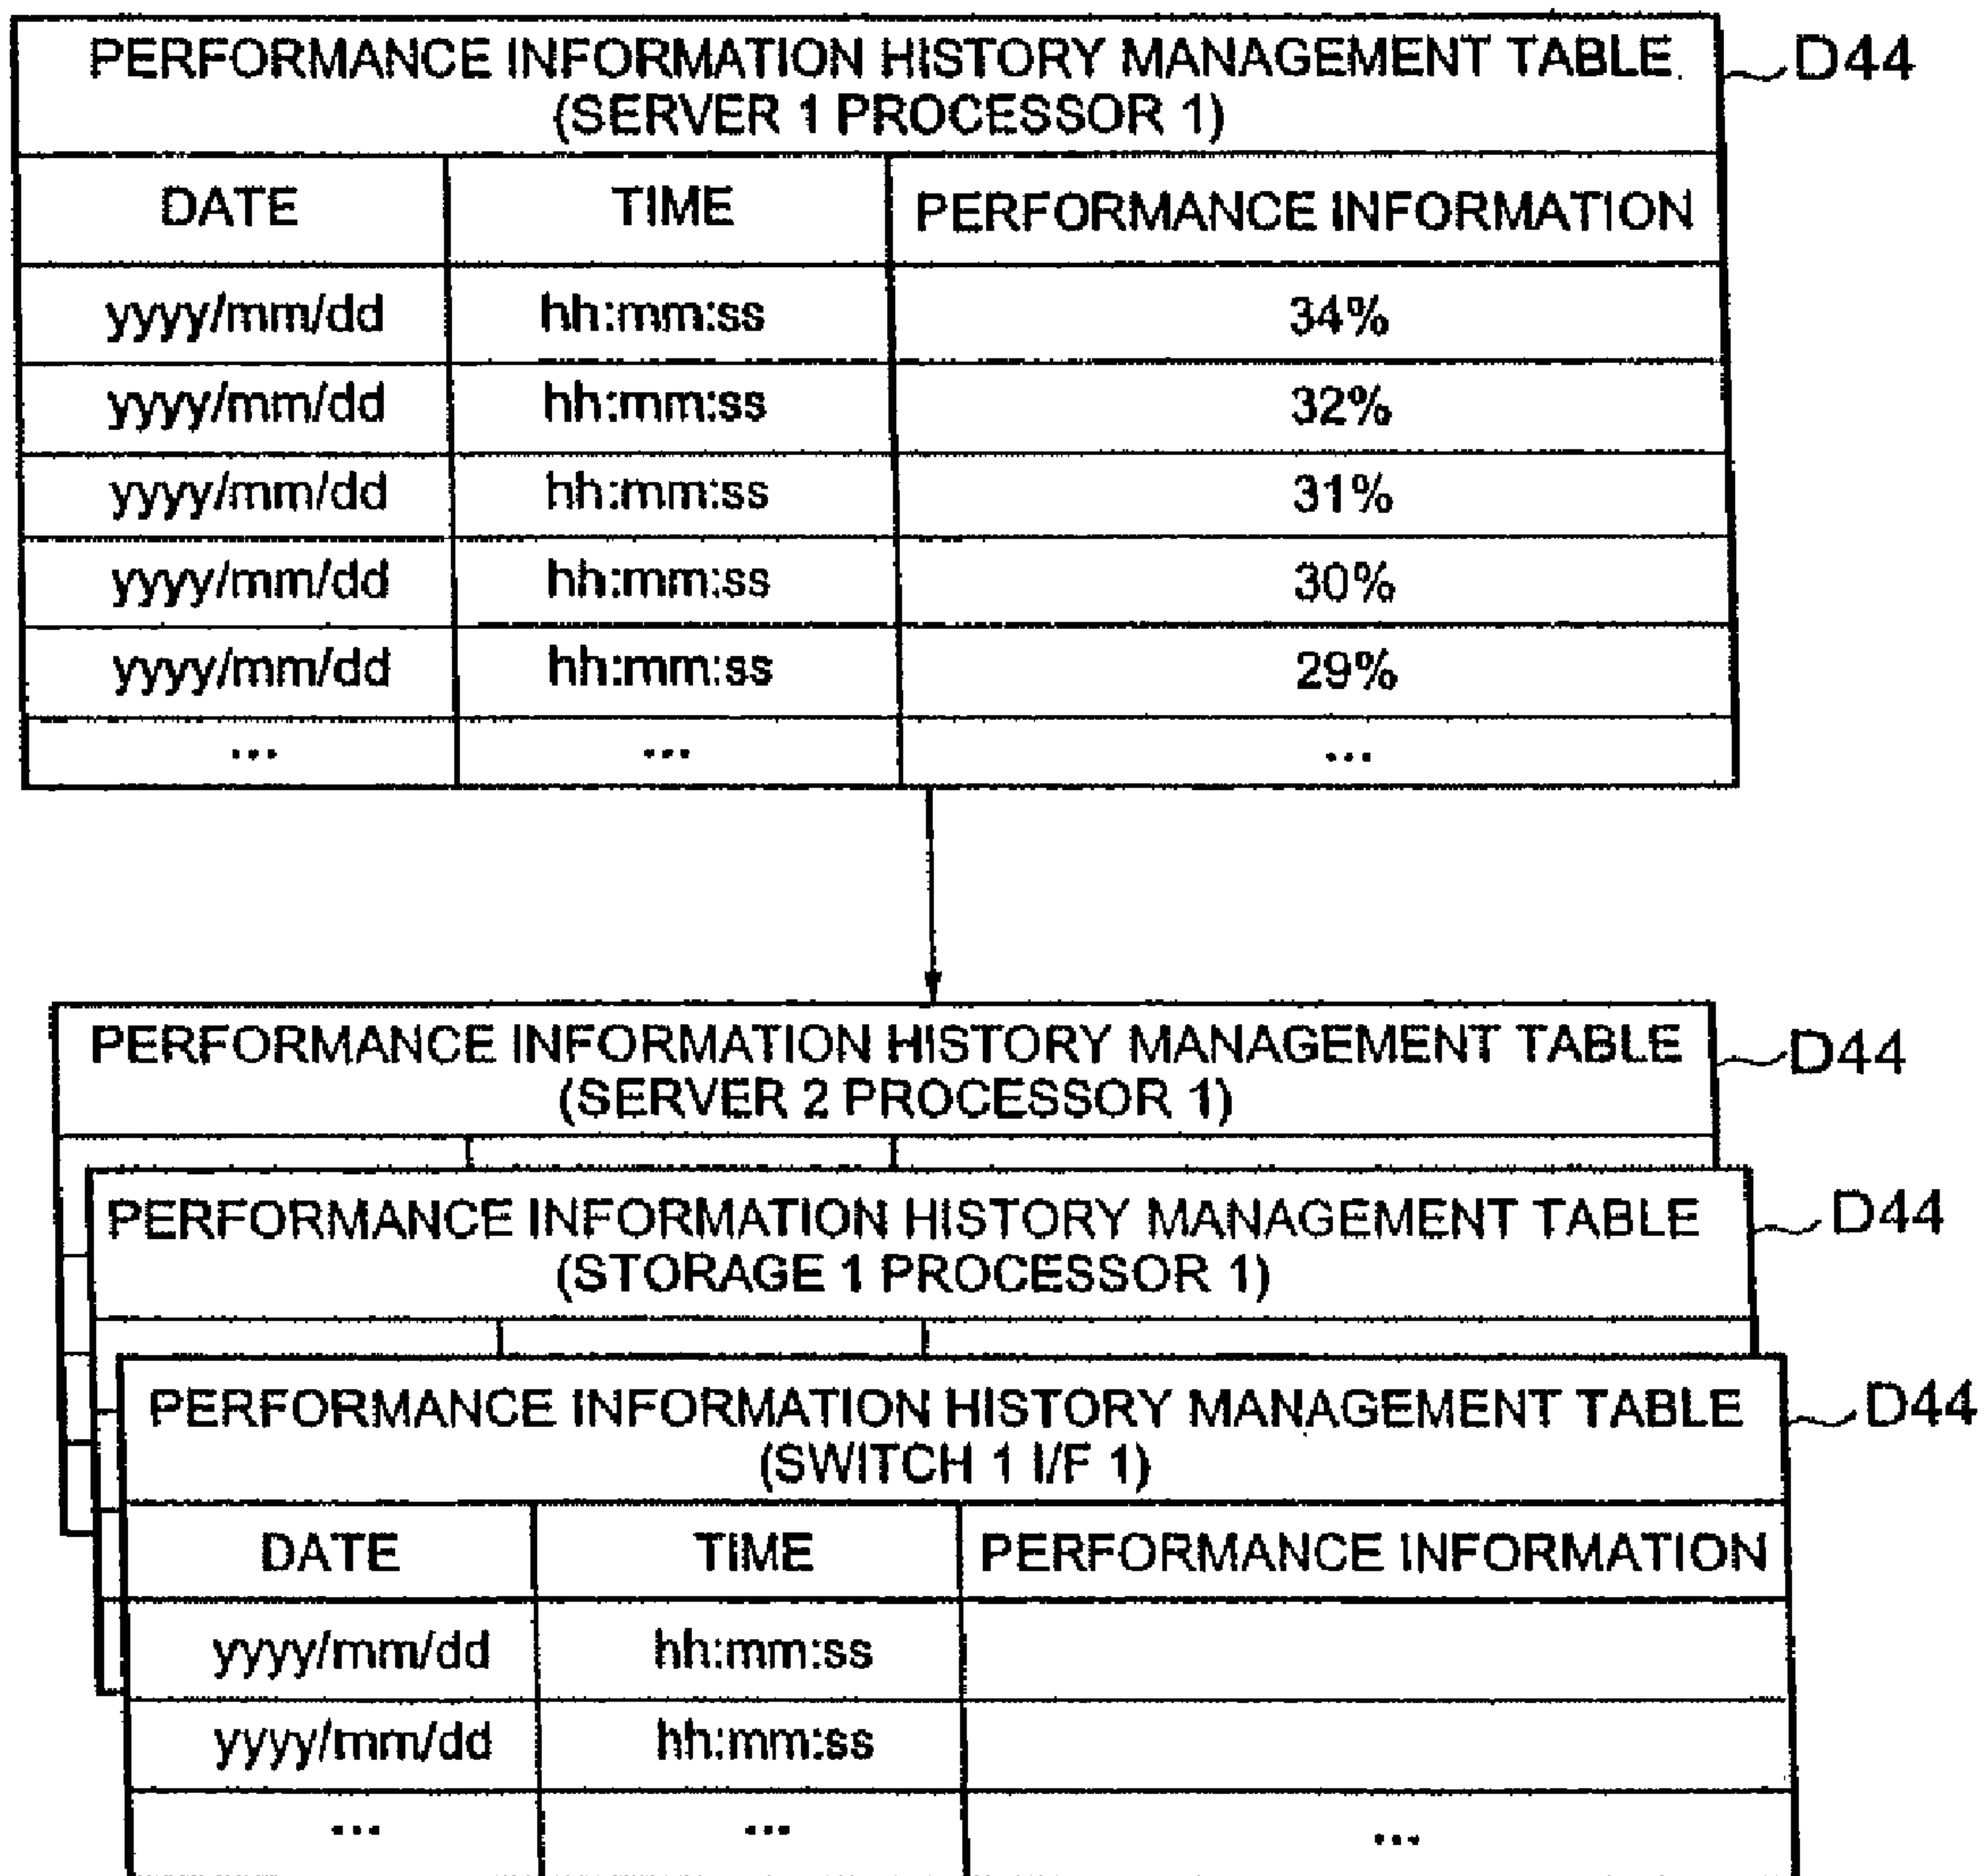 PERFORMANCE INFORMATION HISTORY MANAGEMENT TABLE
(SERVER 1 PROCESSOR 1)
D44
DATE TIME PERFORMANCE INFORMATION
yyyy/mm/dd hh:mm:ss 34%
yyyy/mm/dd hh:mm:ss 32%
yyyy/mm/dd hh:mm:ss 31%
yyyy/mm/dd hh:mm:ss 30%
yyyy/mm/dd hh:mm:ss 29%
... ... ...
PERFORMANCE INFORMATION HISTORY MANAGEMENT TABLE
(SERVER 2 PROCESSOR 1)
D44
PERFORMANCE INFORMATION HISTORY MANAGEMENT TABLE
(STORAGE 1 PROCESSOR 1)
D44
PERFORMANCE INFORMATION HISTORY MANAGEMENT TABLE
(SWITCH 1 I/F 1)
D44
DATE TIME PERFORMANCE INFORMATION
yyyy/mm/dd hh:mm:ss
yyyy/mm/dd hh:mm:ss
... ... ...